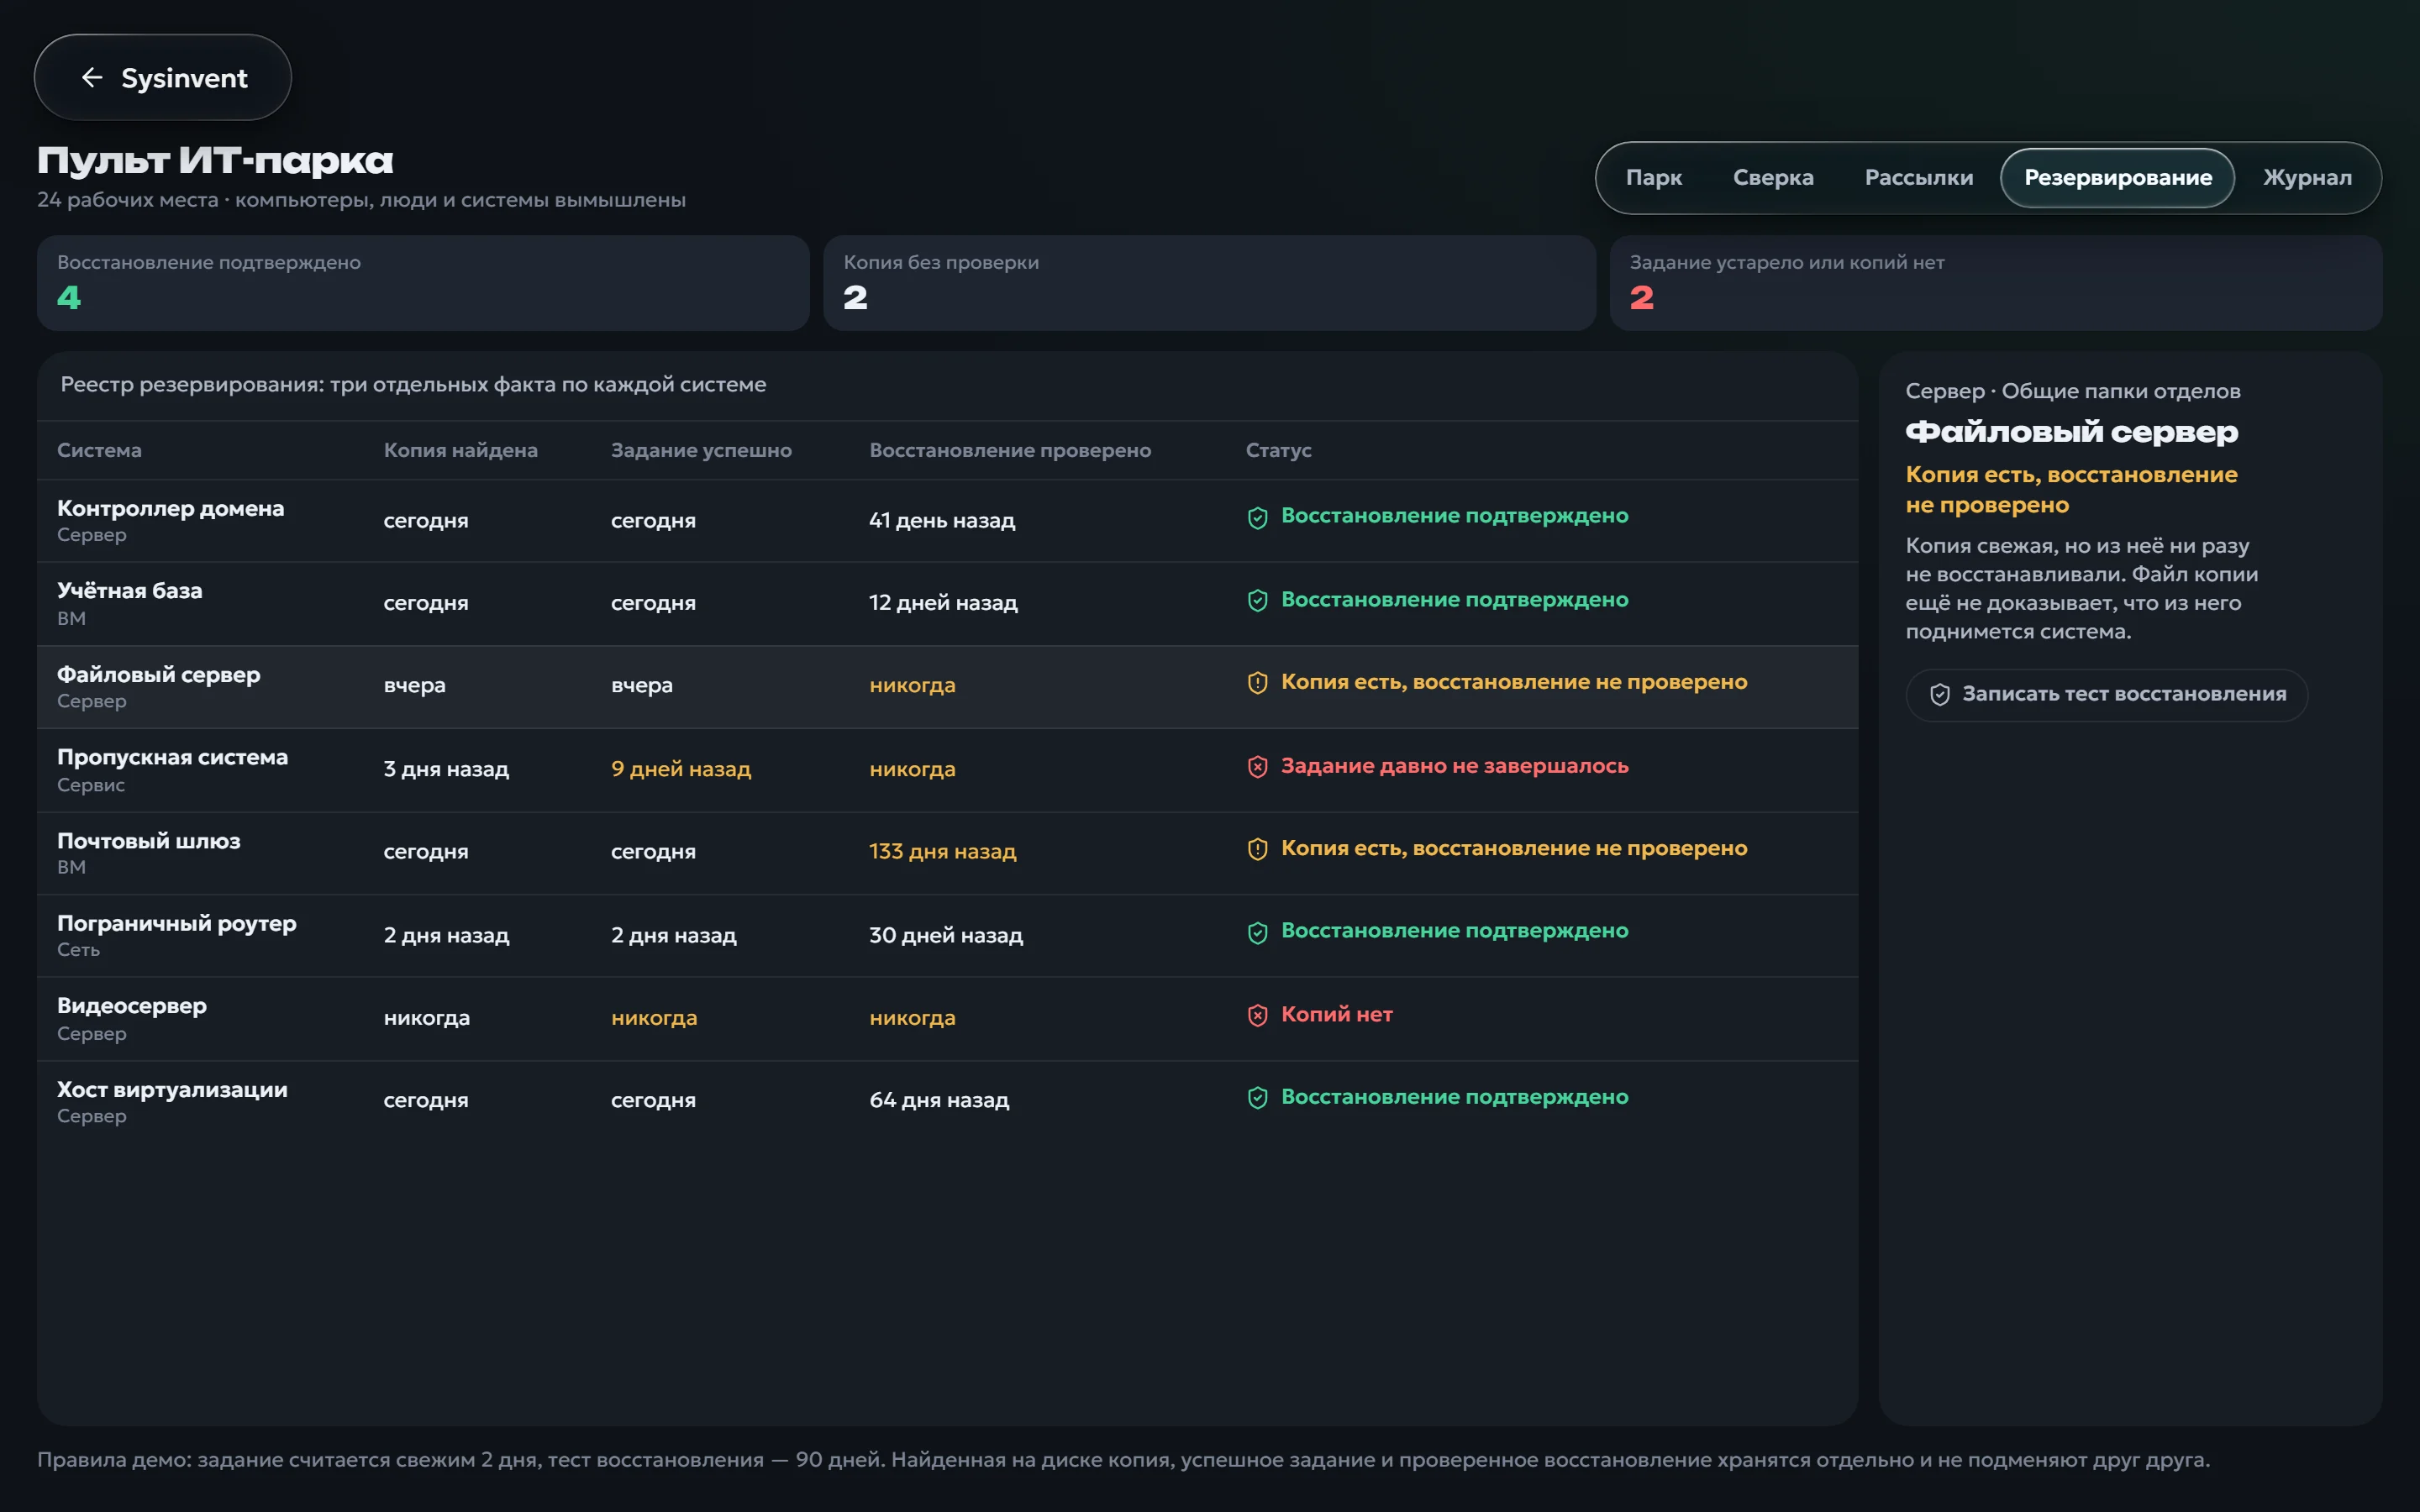 Sysinvent
Пульт ИТ-парка
24 рабочих места · компьютеры, люди и системы вымышлены
Парк Сверка Рассылки Резервирование Журнал
Восстановление подтверждено
4
Копия без проверки
2
Задание устарело или копий нет
2
Реестр резервирования: три отдельных факта по каждой системе
Система Копия найдена Задание успешно Восстановление проверено Статус
Контроллер домена
Сервер
сегодня сегодня 41 день назад Восстановление подтверждено
Учётная база
ВМ
сегодня сегодня 12 дней назад Восстановление подтверждено
Файловый сервер
Сервер
вчера вчера никогда Копия есть, восстановление не проверено
Пропускная система
Сервис
3 дня назад 9 дней назад никогда Задание давно не завершалось
Почтовый шлюз
ВМ
сегодня сегодня 133 дня назад Копия есть, восстановление не проверено
Пограничный роутер
Сеть
2 дня назад 2 дня назад 30 дней назад Восстановление подтверждено
Видеосервер
Сервер
никогда никогда никогда Копий нет
Хост виртуализации
Сервер
сегодня сегодня 64 дня назад Восстановление подтверждено
Сервер · Общие папки отделов
Файловый сервер
Копия есть, восстановление
не проверено
Копия свежая, но из неё ни разу
не восстанавливали. Файл копии
ещё не доказывает, что из него
поднимется система.
Записать тест восстановления
Правила демо: задание считается свежим 2 дня, тест восстановления — 90 дней. Найденная на диске копия, успешное задание и проверенное восстановление хранятся отдельно и не подменяют друг друга.